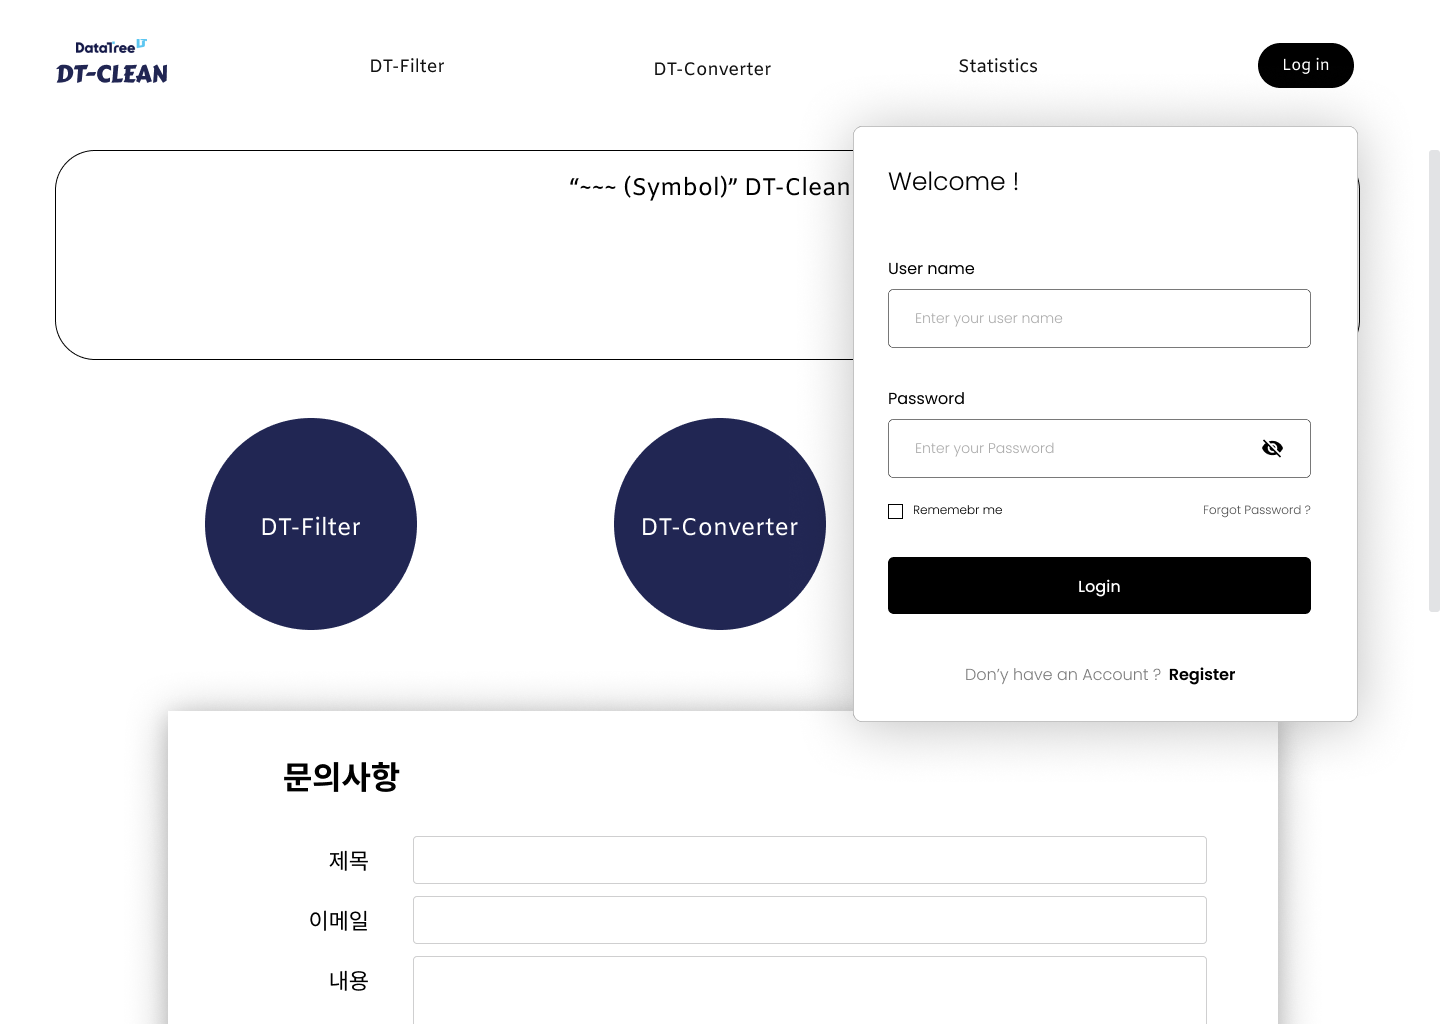 DataTree DT
DT-CLEAN
DT-Filter
DT-Converter
Statistics
Log in
“~~~ (Symbol)” DT-Clean
Welcome !
User name
Enter your user name
Password
Enter your Password
Rememebr me
Forgot Password ?
Login
Don’y have an Account ? Register
DT-Filter
DT-Converter
문의사항
제목
이메일
내용